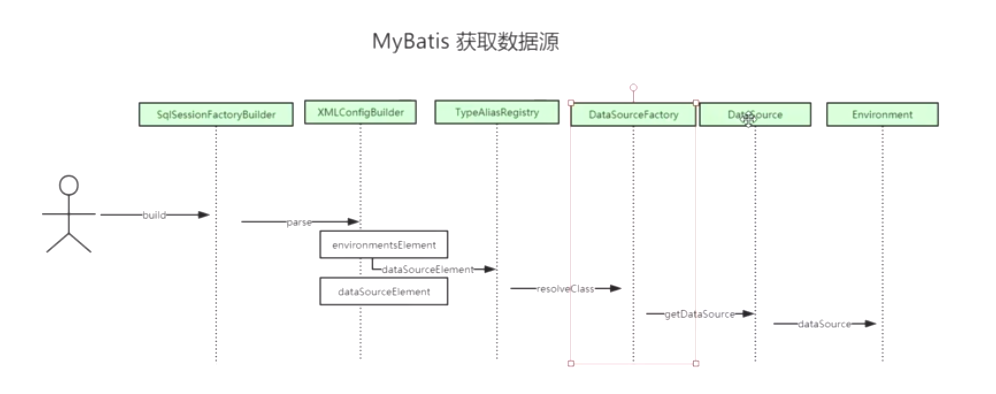 MyBatis 获取数据源
SqlSessionFactoryBuilder
XMLConfigBuilder
TypeAliasRegistry
DataSourceFactory
DataSource
Environment
build
parse
environmentsElement
dataSourceElement
dataSourceElement
resolveClass
getDataSource
dataSource